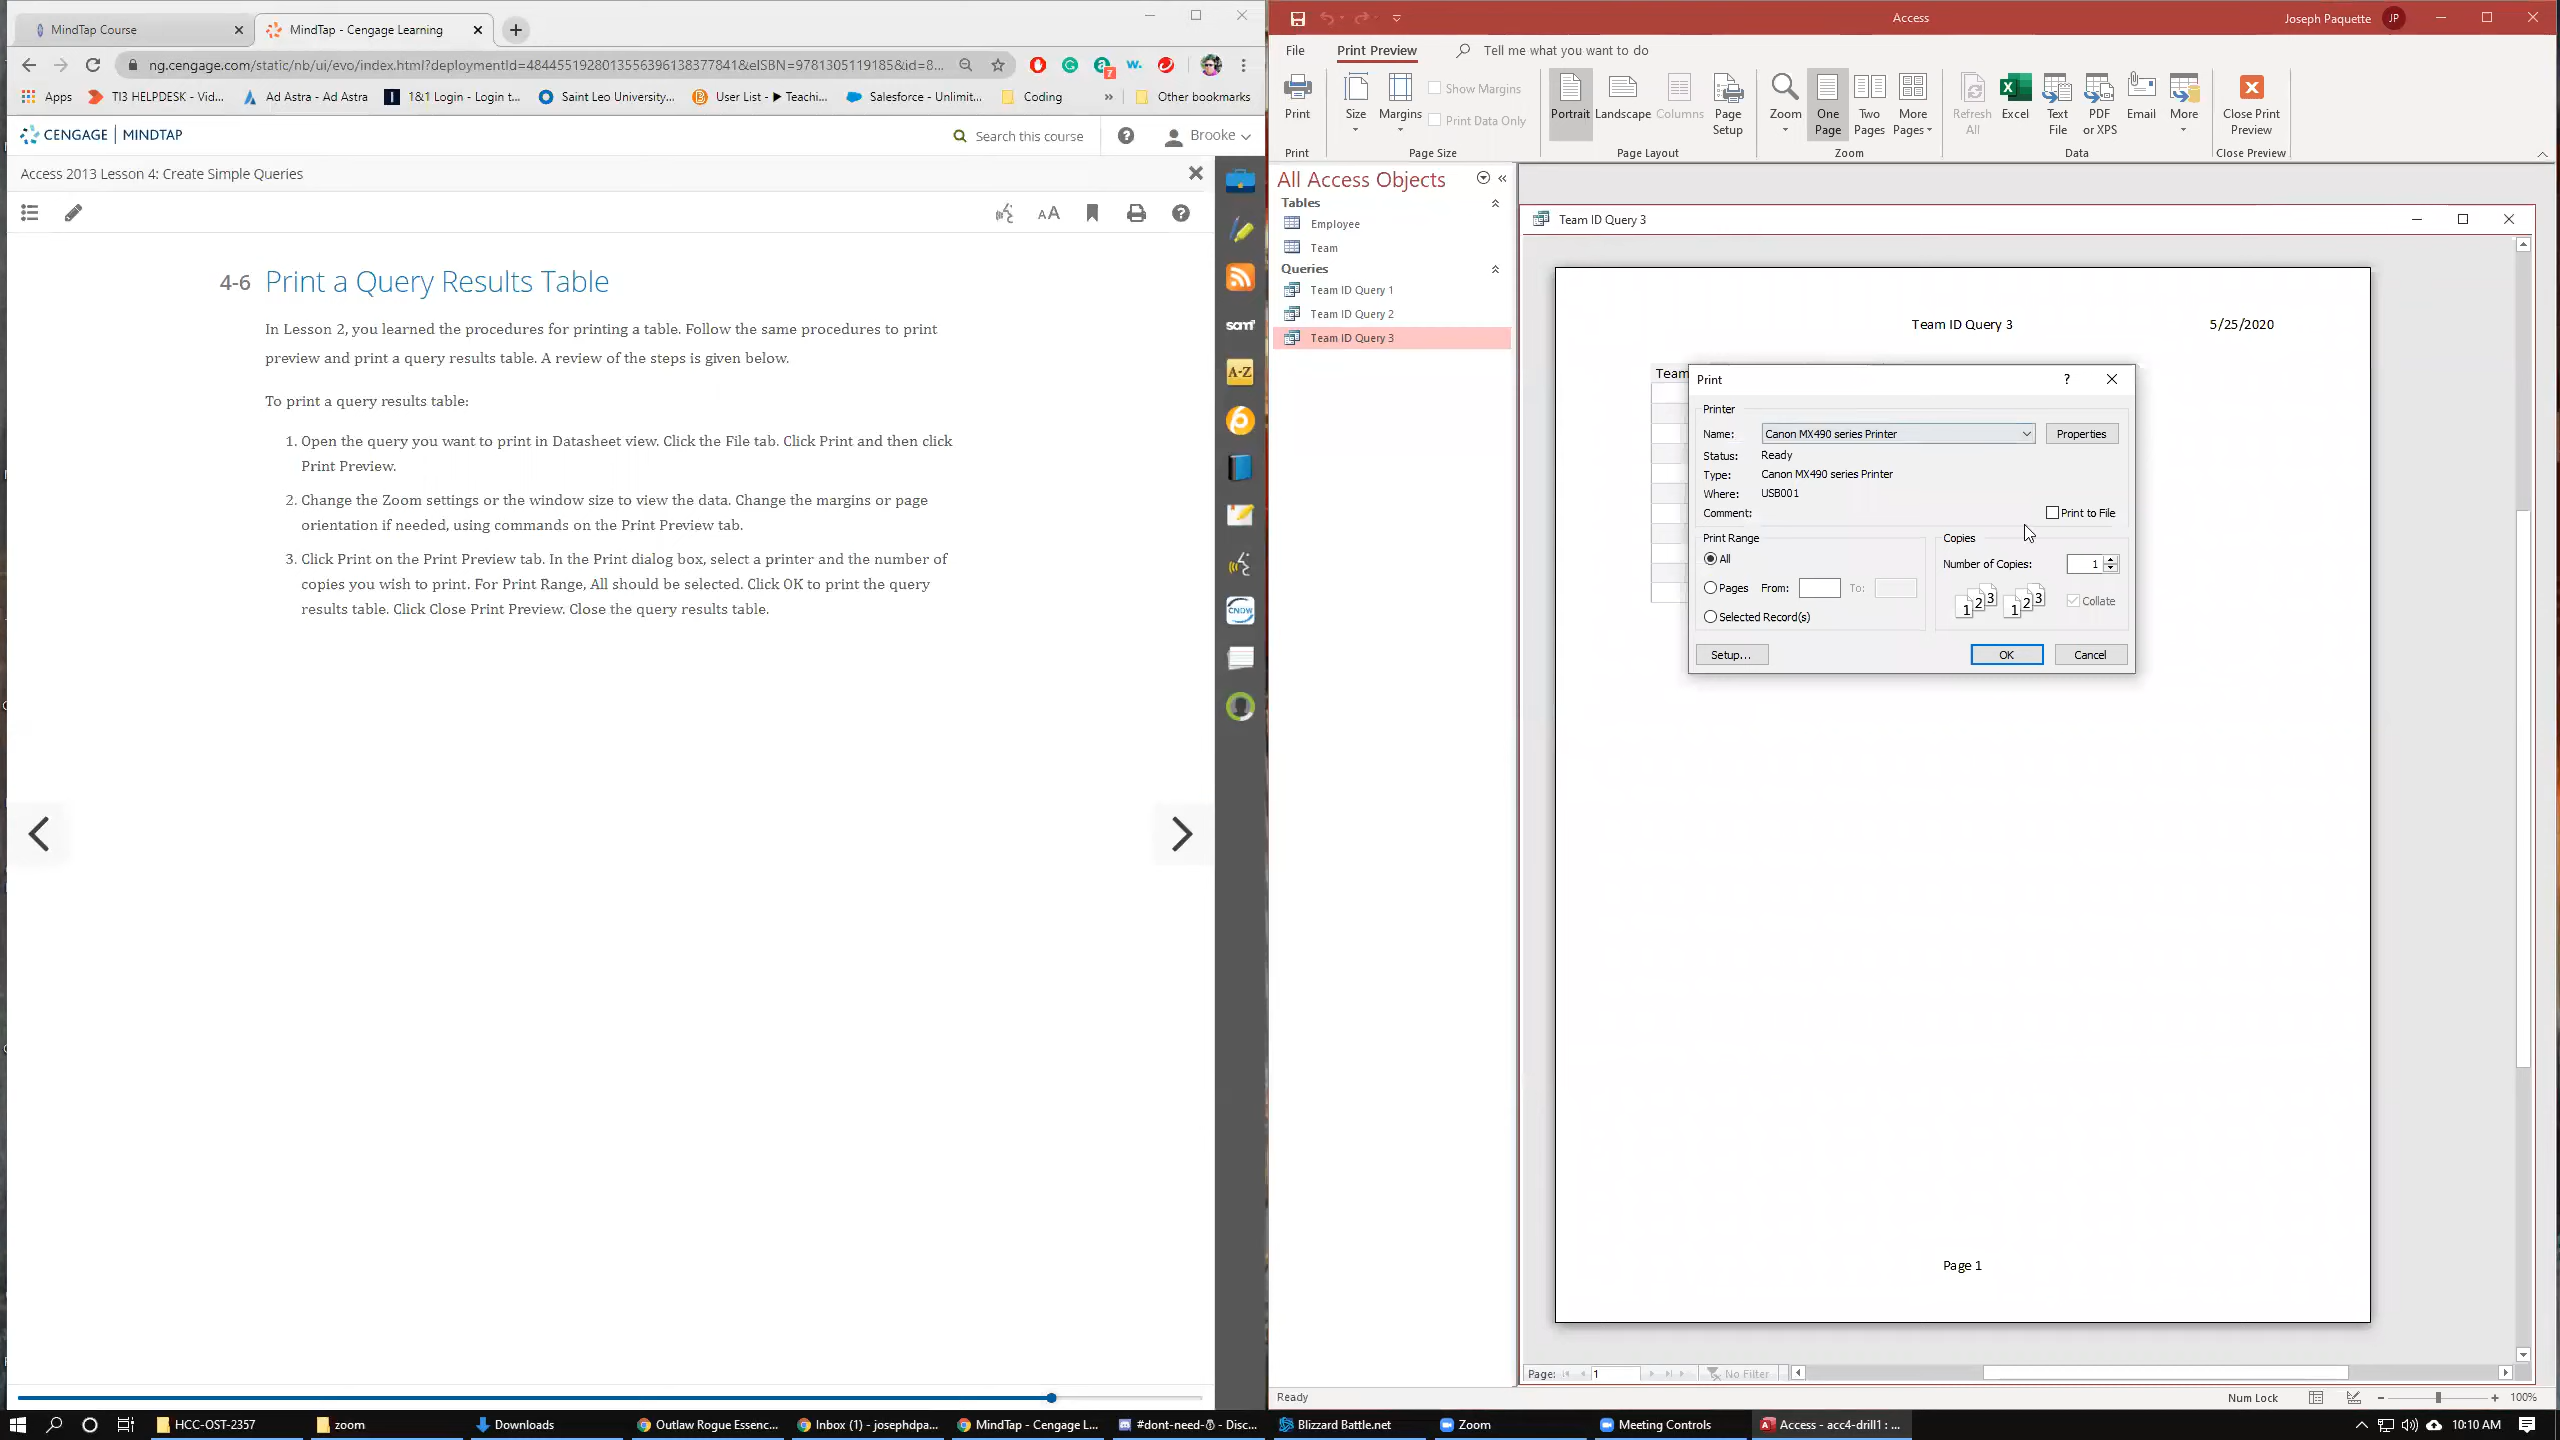 MindTap Course
MindTap - Cengage Learning
ng.cengage.com/static/nb/ui/evo/index.html?deploymentId=4844551928013556396138377841&eISBN=9781305119185&id=8...
Apps
TI3 HELPDESK - Vid...
Ad Astra - Ad Astra
1&1 Login - Login t...
Saint Leo University...
User List - ▶ Teachi...
Salesforce - Unlimit...
Coding
»
Other bookmarks
CENGAGE | MINDTAP
Search this course
Brooke
Access 2013 Lesson 4: Create Simple Queries
AA
4-6 Print a Query Results Table
In Lesson 2, you learned the procedures for printing a table. Follow the same procedures to print
preview and print a query results table. A review of the steps is given below.
To print a query results table:
1. Open the query you want to print in Datasheet view. Click the File tab. Click Print and then click
Print Preview.
2. Change the Zoom settings or the window size to view the data. Change the margins or page
orientation if needed, using commands on the Print Preview tab.
3. Click Print on the Print Preview tab. In the Print dialog box, select a printer and the number of
copies you wish to print. For Print Range, All should be selected. Click OK to print the query
results table. Click Close Print Preview. Close the query results table.
sam
A-Z
CNOW
Access
Joseph Paquette
JP
File
Print Preview
Tell me what you want to do
Print
Size
Margins
Show Margins
Print Data Only
Portrait
Landscape
Columns
Page Setup
Zoom
One Page
Two Pages
More Pages
Refresh All
Excel
Text File
PDF or XPS
Email
More
Close Print Preview
Print
Page Size
Page Layout
Zoom
Data
Close Preview
All Access Objects
Tables
Employee
Team
Queries
Team ID Query 1
Team ID Query 2
Team ID Query 3
Team ID Query 3
Team ID Query 3
5/25/2020
Team
Print
?
Printer
Name: Canon MX490 series Printer
Properties
Status: Ready
Type: Canon MX490 series Printer
Where: USB001
Comment:
Print to File
Print Range
All
Pages From: To:
Selected Record(s)
Copies
Number of Copies: 1
1 2 3 1 2 3
Collate
Setup...
OK
Cancel
Page 1
Page: 1
No Filter
Ready
Num Lock
100%
HCC-OST-2357
zoom
Downloads
Outlaw Rogue Essenc...
Inbox (1) - josephdpa...
MindTap - Cengage L...
Blizzard Battle.net
Zoom
Meeting Controls
Access - acc4-drill1 : ...
10:10 AM